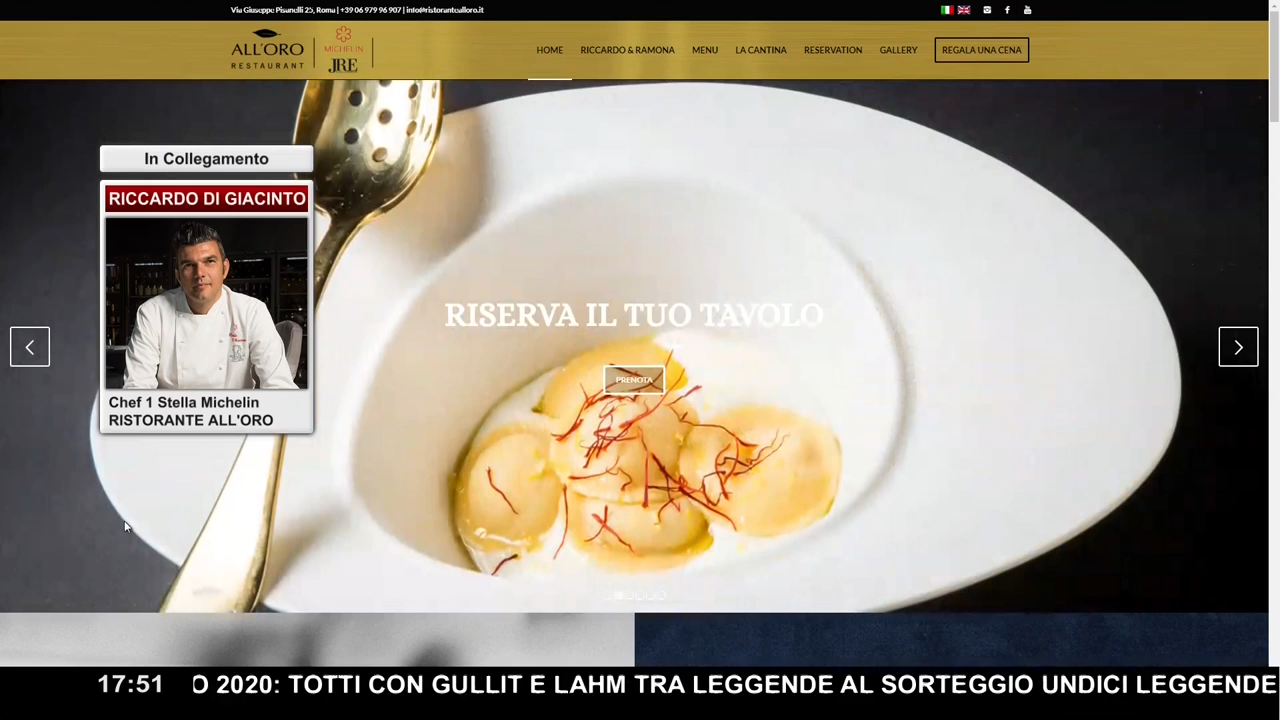 Via Giuseppe Pisanelli 25, Roma | +39 06 979 96 907 | info@ristorantealloro.it
ALL'ORO
RESTAURANT
MICHELIN
JRE
HOME
RICCARDO & RAMONA
MENU
LA CANTINA
RESERVATION
GALLERY
REGALA UNA CENA
In Collegamento
RICCARDO DI GIACINTO
Chef 1 Stella Michelin
RISTORANTE ALL'ORO
RISERVA IL TUO TAVOLO
PRENOTA
17:51
O 2020: TOTTI CON GULLIT E LAHM TRA LEGGENDE AL SORTEGGIO UNDICI LEGGENDE